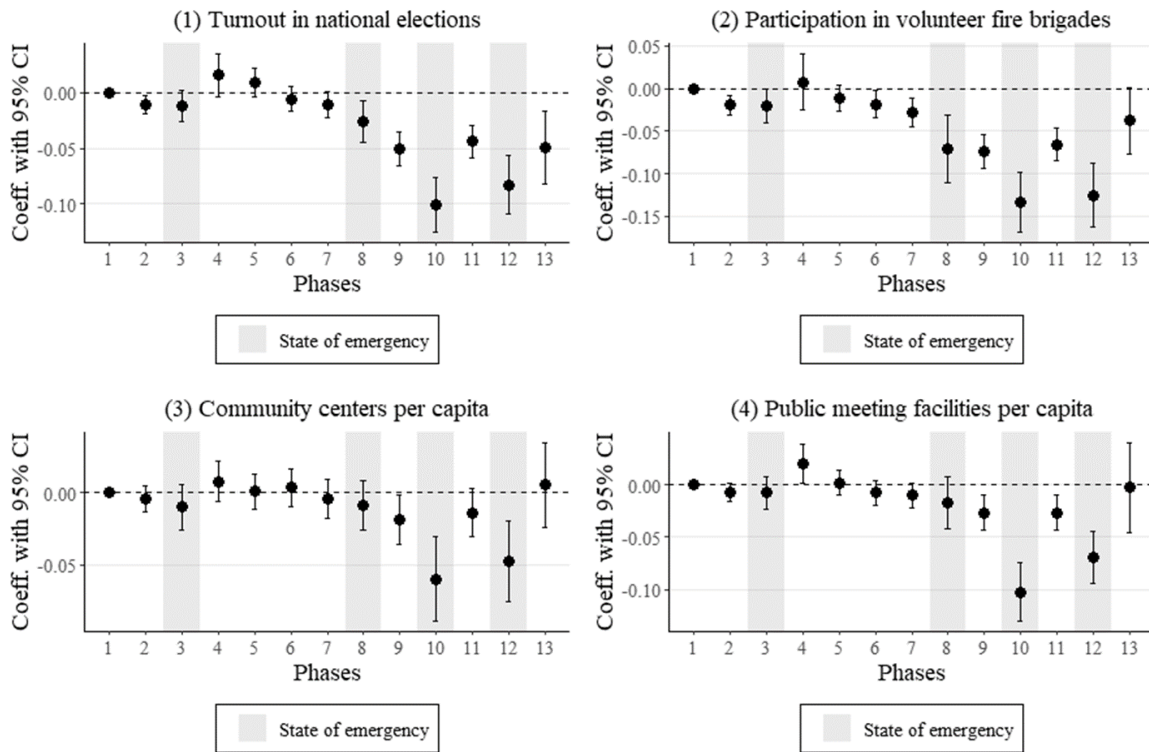 (1) Turnout in national elections
Coeff. with 95% CI
0.00
-0.05
-0.10
1 2 3 4 5 6 7 8 9 10 11 12 13
Phases
State of emergency
(2) Participation in volunteer fire brigades
Coeff. with 95% CI
0.05
0.00
-0.05
-0.10
-0.15
1 2 3 4 5 6 7 8 9 10 11 12 13
Phases
State of emergency
(3) Community centers per capita
Coeff. with 95% CI
0.00
-0.05
1 2 3 4 5 6 7 8 9 10 11 12 13
Phases
State of emergency
(4) Public meeting facilities per capita
Coeff. with 95% CI
0.00
-0.05
-0.10
1 2 3 4 5 6 7 8 9 10 11 12 13
Phases
State of emergency